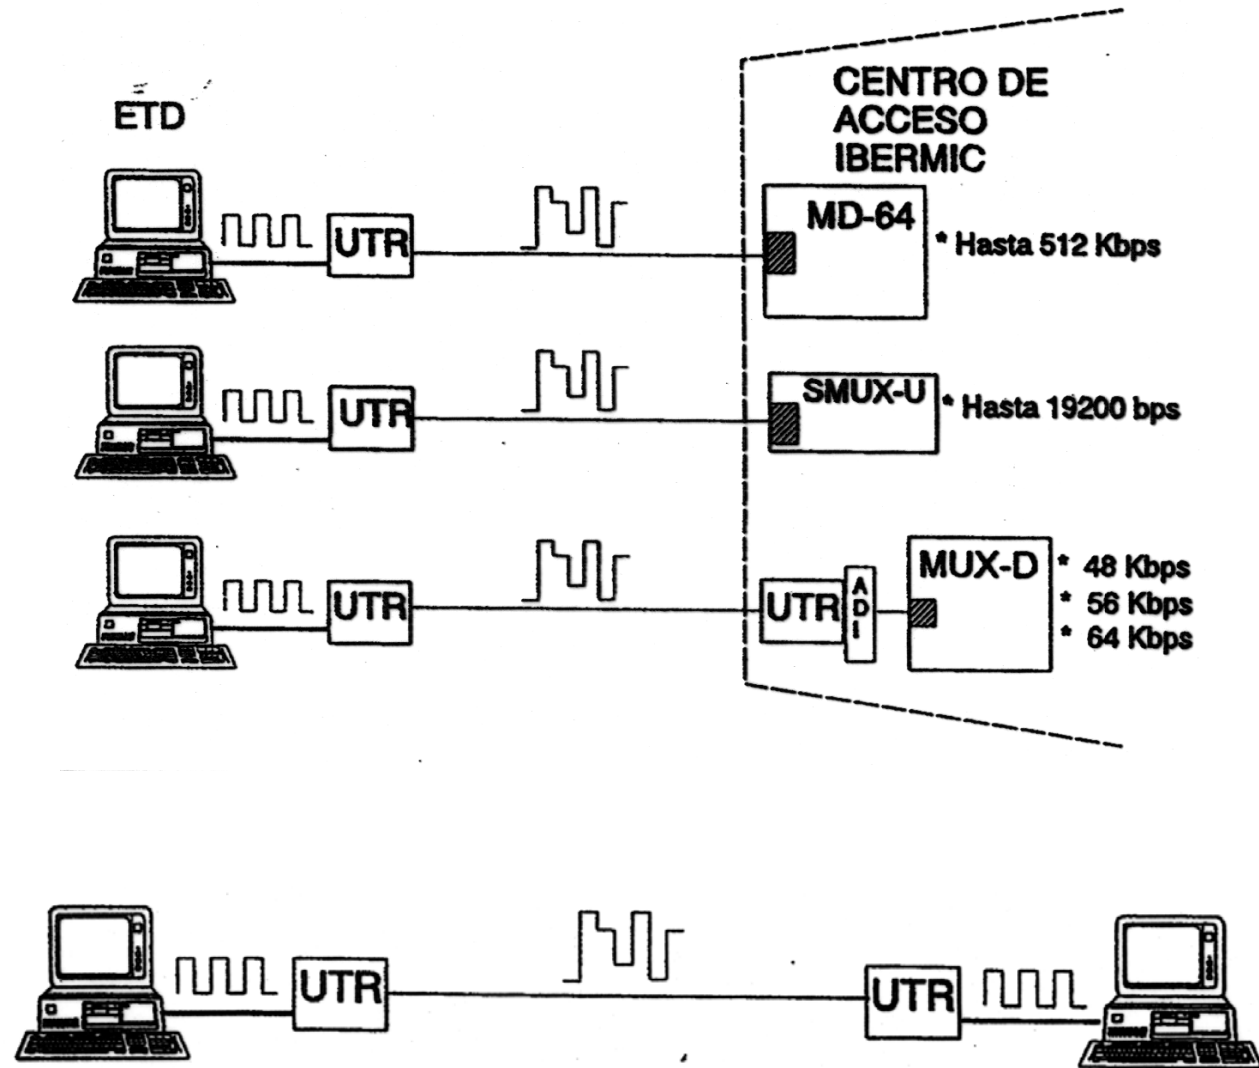 ETD
CENTRO DE
ACCESO
IBERMIC
UTR
MD-64
* Hasta 512 Kbps
UTR
SMUX-U
* Hasta 19200 bps
UTR
UTR
ADI
MUX-D
* 48 Kbps
* 56 Kbps
* 64 Kbps
UTR
UTR